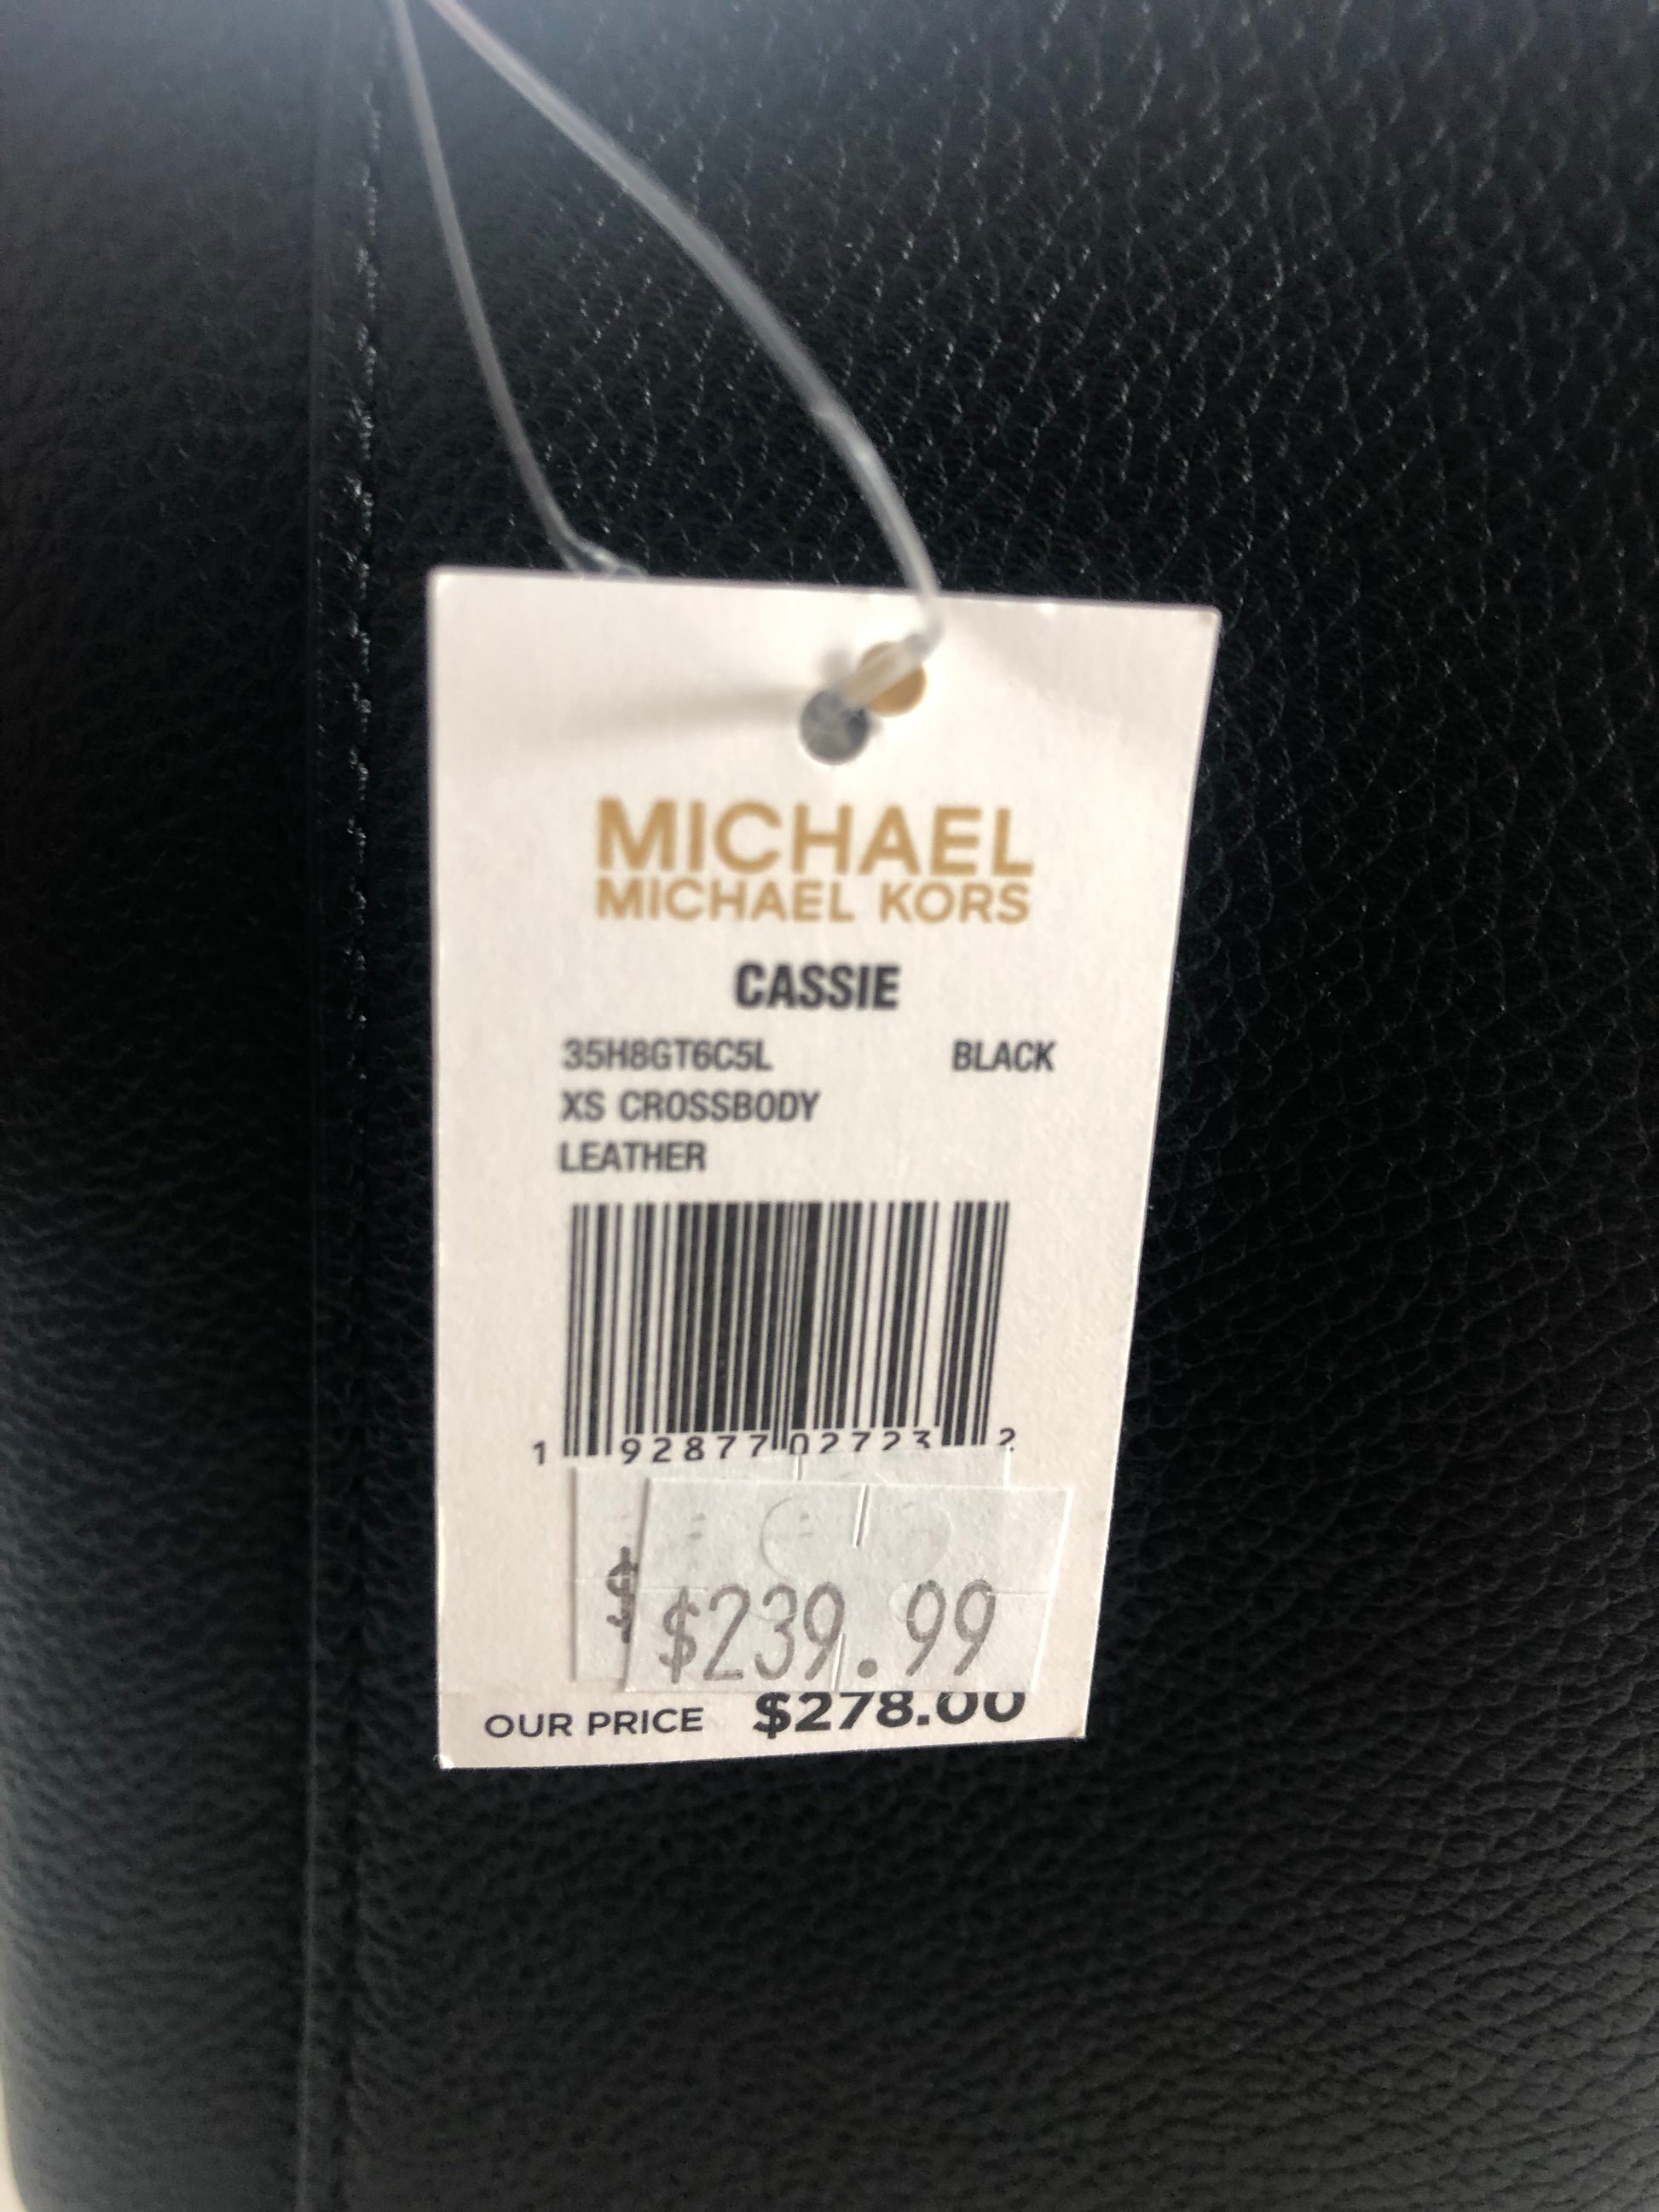 MICHAEL
MICHAEL KORS
CASSIE
35H8GT6C5L BLACK
XS CROSSBODY
LEATHER
1 92877 02723 2
$
$239.99
OUR PRICE $278.00